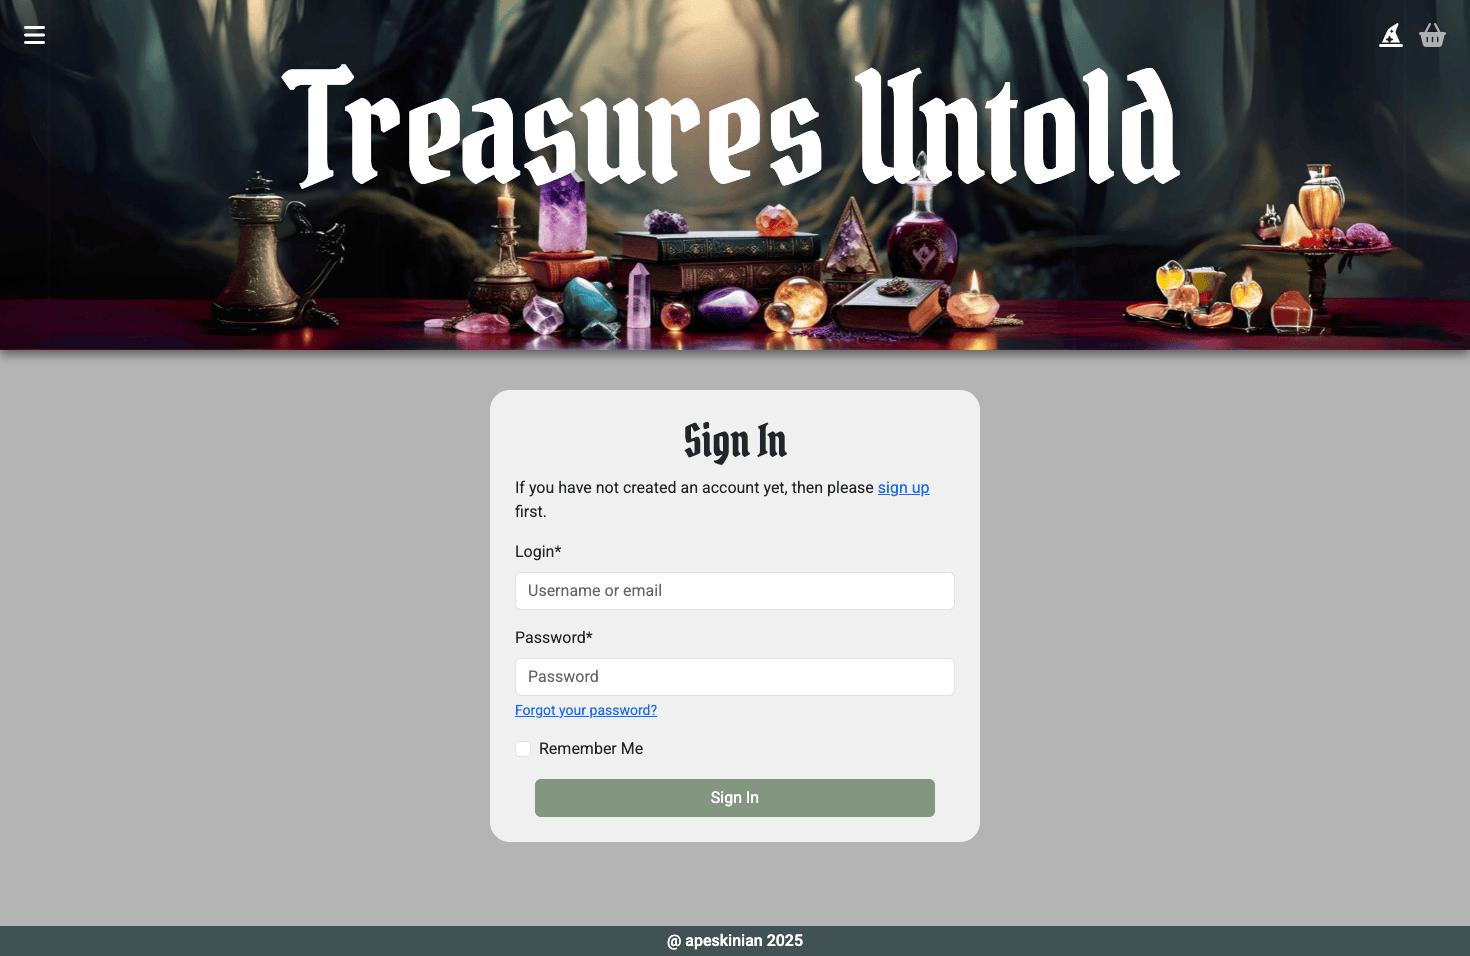 Treasures Untold
Sign In
If you have not created an account yet, then please sign up
first.
Login*
Username or email
Password*
Password
Forgot your password?
Remember Me
Sign In
@ apeskinian 2025